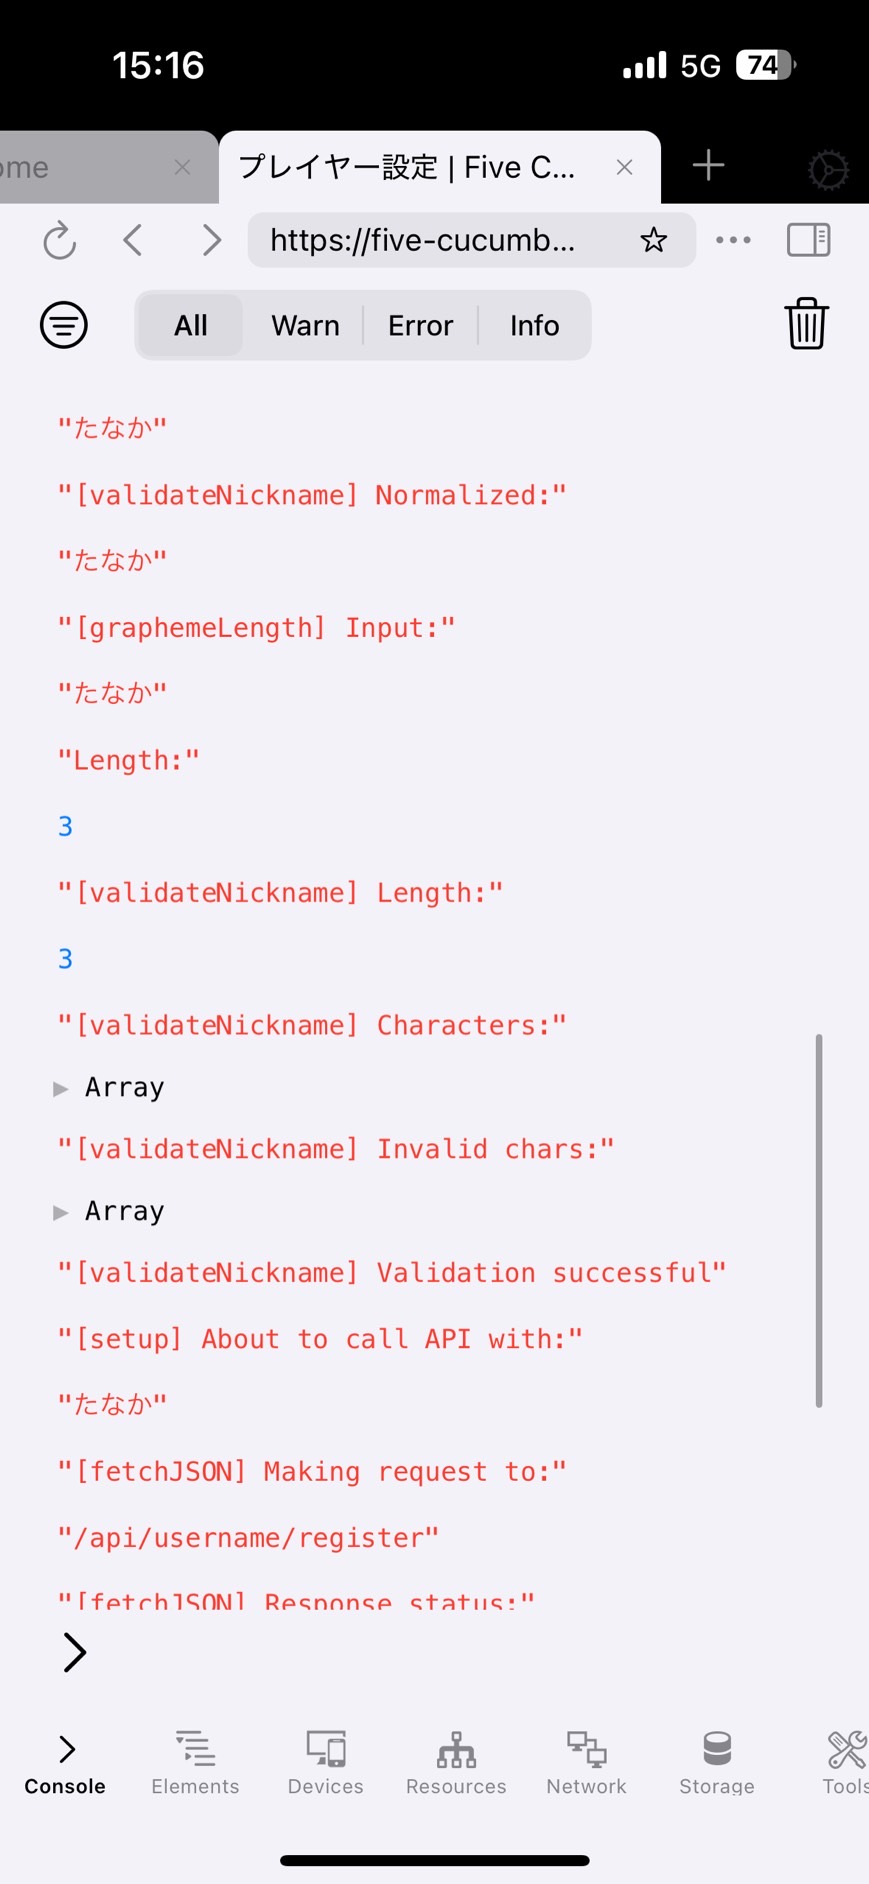 15:16
5G
74
ome
プレイヤー設定 | Five C...
https://five-cucumb...
All
Warn
Error
Info
"たなか"
"[validateNickname] Normalized:"
"たなか"
"[graphemeLength] Input:"
"たなか"
"Length:"
3
"[validateNickname] Length:"
3
"[validateNickname] Characters:"
Array
"[validateNickname] Invalid chars:"
Array
"[validateNickname] Validation successful"
"[setup] About to call API with:"
"たなか"
"[fetchJSON] Making request to:"
"/api/username/register"
"[fetchJSON] Response status:"
Console
Elements
Devices
Resources
Network
Storage
Tools